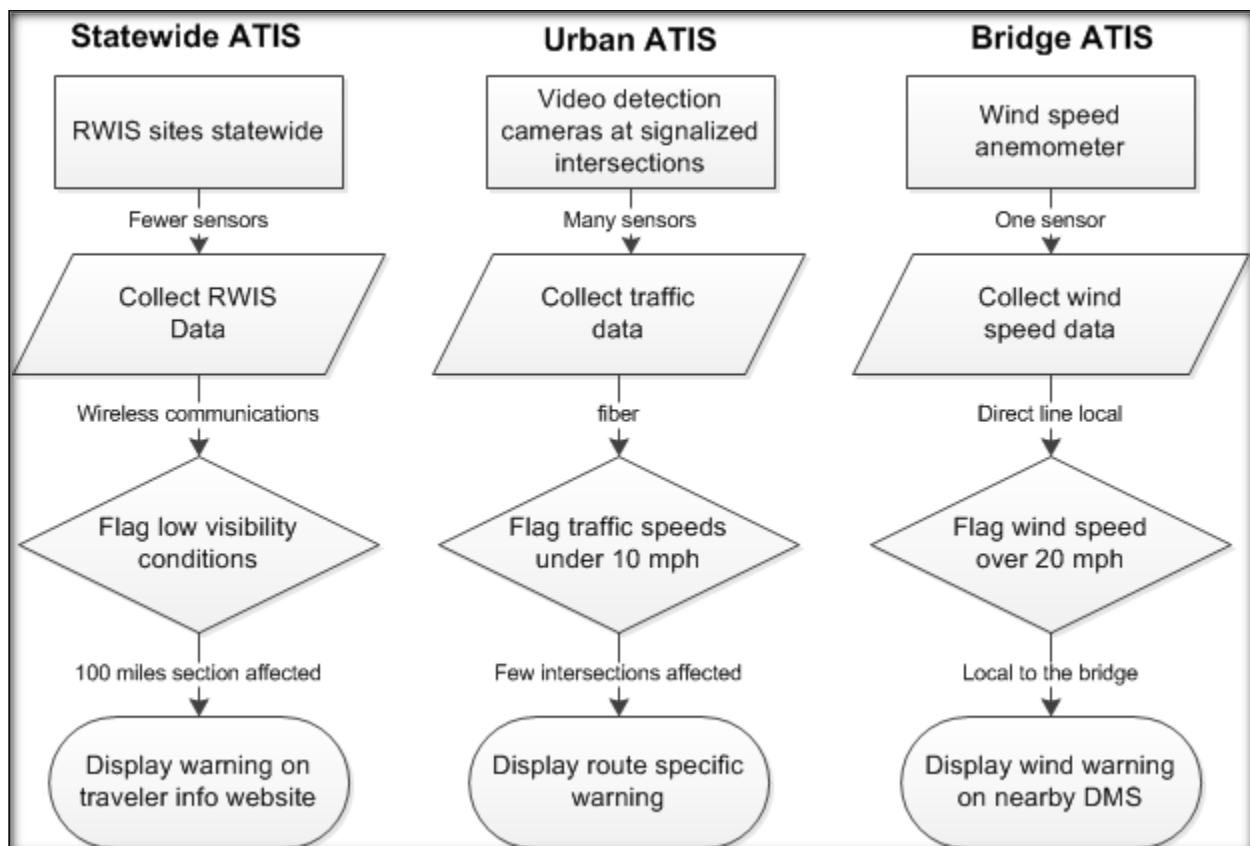 Statewide ATIS
RWIS sites statewide
Fewer sensors
Collect RWIS
Data
Wireless communications
Flag low visibility
conditions
100 miles section affected
Display warning on
traveler info website
Urban ATIS
Video detection
cameras at signalized
intersections
Many sensors
Collect traffic
data
fiber
Flag traffic speeds
under 10 mph
Few intersections affected
Display route specific
warning
Bridge ATIS
Wind speed
anemometer
One sensor
Collect wind
speed data
Direct line local
Flag wind speed
over 20 mph
Local to the bridge
Display wind warning
on nearby DMS